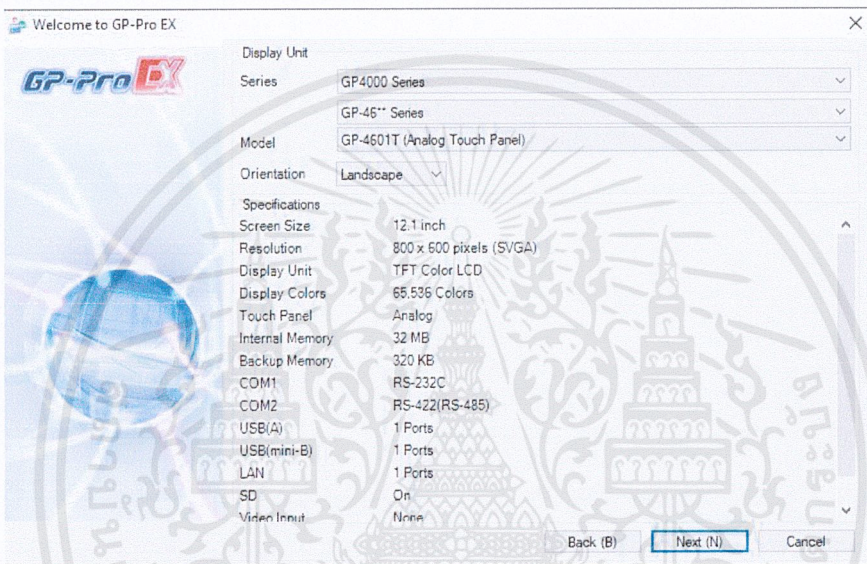 Welcome to GP-Pro EX
GP-Pro EX
Display Unit
Series GP4000 Series
GP-46** Series
Model GP-4601T (Analog Touch Panel)
Orientation Landscape
Specifications
Screen Size 12.1 inch
Resolution 800 x 600 pixels (SVGA)
Display Unit TFT Color LCD
Display Colors 65,536 Colors
Touch Panel Analog
Internal Memory 32 MB
Backup Memory 320 KB
COM1 RS-232C
COM2 RS-422(RS-485)
USB(A) 1 Ports
USB(mini-B) 1 Ports
LAN 1 Ports
SD On
Video Input None
Back (B) Next (N) Cancel